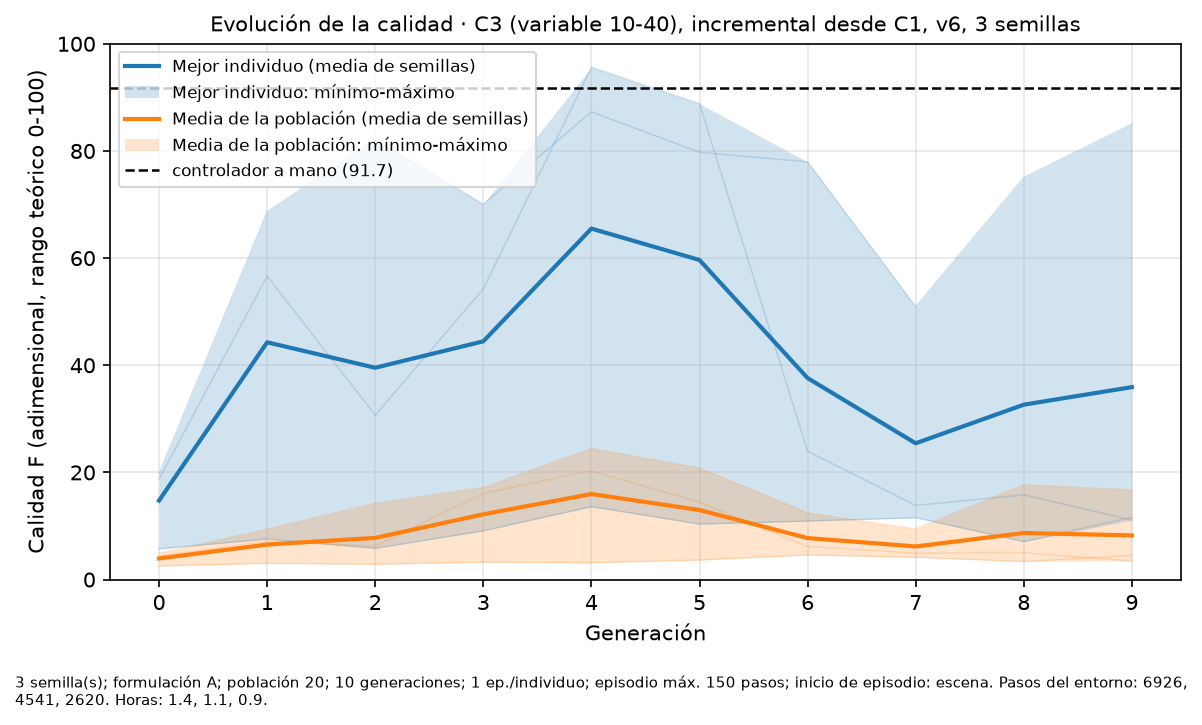 Evolución de la calidad · C3 (variable 10-40), incremental desde C1, v6, 3 semillas
Calidad F (adimensional, rango teórico 0-100)
100
80
60
40
20
0
Mejor individuo (media de semillas)
Mejor individuo: mínimo-máximo
Media de la población (media de semillas)
Media de la población: mínimo-máximo
controlador a mano (91.7)
0 1 2 3 4 5 6 7 8 9
Generación
3 semilla(s); formulación A; población 20; 10 generaciones; 1 ep./individuo; episodio máx. 150 pasos; inicio de episodio: escena. Pasos del entorno: 6926,
4541, 2620. Horas: 1.4, 1.1, 0.9.